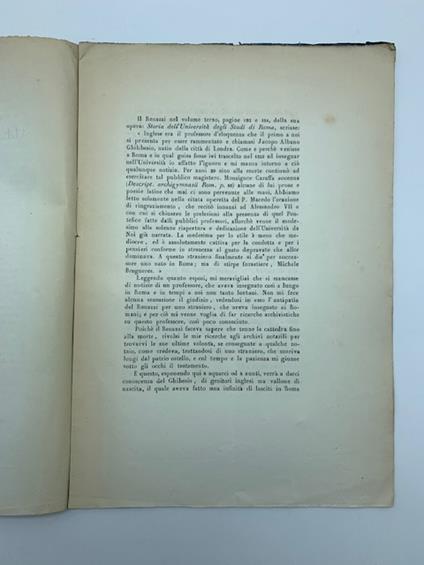 Il Renazzi nel volume terzo, pagine 121 e 122, della sua
opera: Storia dell'Università degli Studi di Roma, scrisse:
« Inglese era il professore d'eloquenza che il primo a noi
si presenta per esser rammentato e chiamasi Jacopo Albano
Ghibbesio, natio della città di Londra. Come e perchè venisse
a Roma e in qual guisa fosse ivi trascelto nel 1644 ad insegnar
nell'Università io affatto l'ignoro e mi manca intorno a ciò
qualunque notizia. Per anni 20 sino alla morte continuò ad
esercitare tal pubblico magistero. Monsignor Caraffa accenna
(Descript. archigymnasii Rom. p.) alcune di lui prose e
poesie latine che mai ci sono pervenute alle mani. Abbiamo
letto solamente nella citata operetta del P. Macedo l'orazione di
ringraziamento, che recitò innanzi ad Alessandro VII e
con cui si chiusero le prolusioni alla presenza di quel Pon-
tefice fatte dalli pubblici professori, allorchè venne il mede-
simo alla solenne riapertura e dedicazione dell'Università da
Noi già narrata. La medesima per lo stile è meno che me-
diocre, ed è assolutamente cattiva per la condotta e per i
pensieri conforme in stranezza al gusto depravato che allor
dominava. A questo straniero finalmente si die' per succes-
sore uno nato in Roma; ma di stirpe forastiera, Michele
Brugueres. »
Leggendo quanto esposi, mi meravigliai che si mancasse
di notizie di un professore, che aveva insegnato così a lungo
in Roma e in tempi a noi non tanto lontani. Non mi fece
alcuna sensazione il giudizio, vedendosi in esso l'antipatia
del Renazzi per uno straniero, che aveva insegnato ai Ro-
mani; e per ciò mi venne voglia di far ricerche archivistiche
su questo professore, così poco conosciuto.
Poichè il Renazzi faceva sapere che tenne la cattedra fino
alla morte, rivolsi le mie ricerche agli archivi notarili per
trovarvi le sue ultime volontà, se consegnate a qualche no-
taio, come credeva, trattandosi di uno straniero, che moriva
lungi dal patrio ostello, e col tempo e la pazienza mi giunse
sotto gli occhi il testamento.
E questo, esponendo qui a squarci od a sunti, verrà a darci
conoscenza del Ghibesio, di genitori inglesi ma vallone di
nascita, il quale aveva fatto una infinità di lasciti in Roma